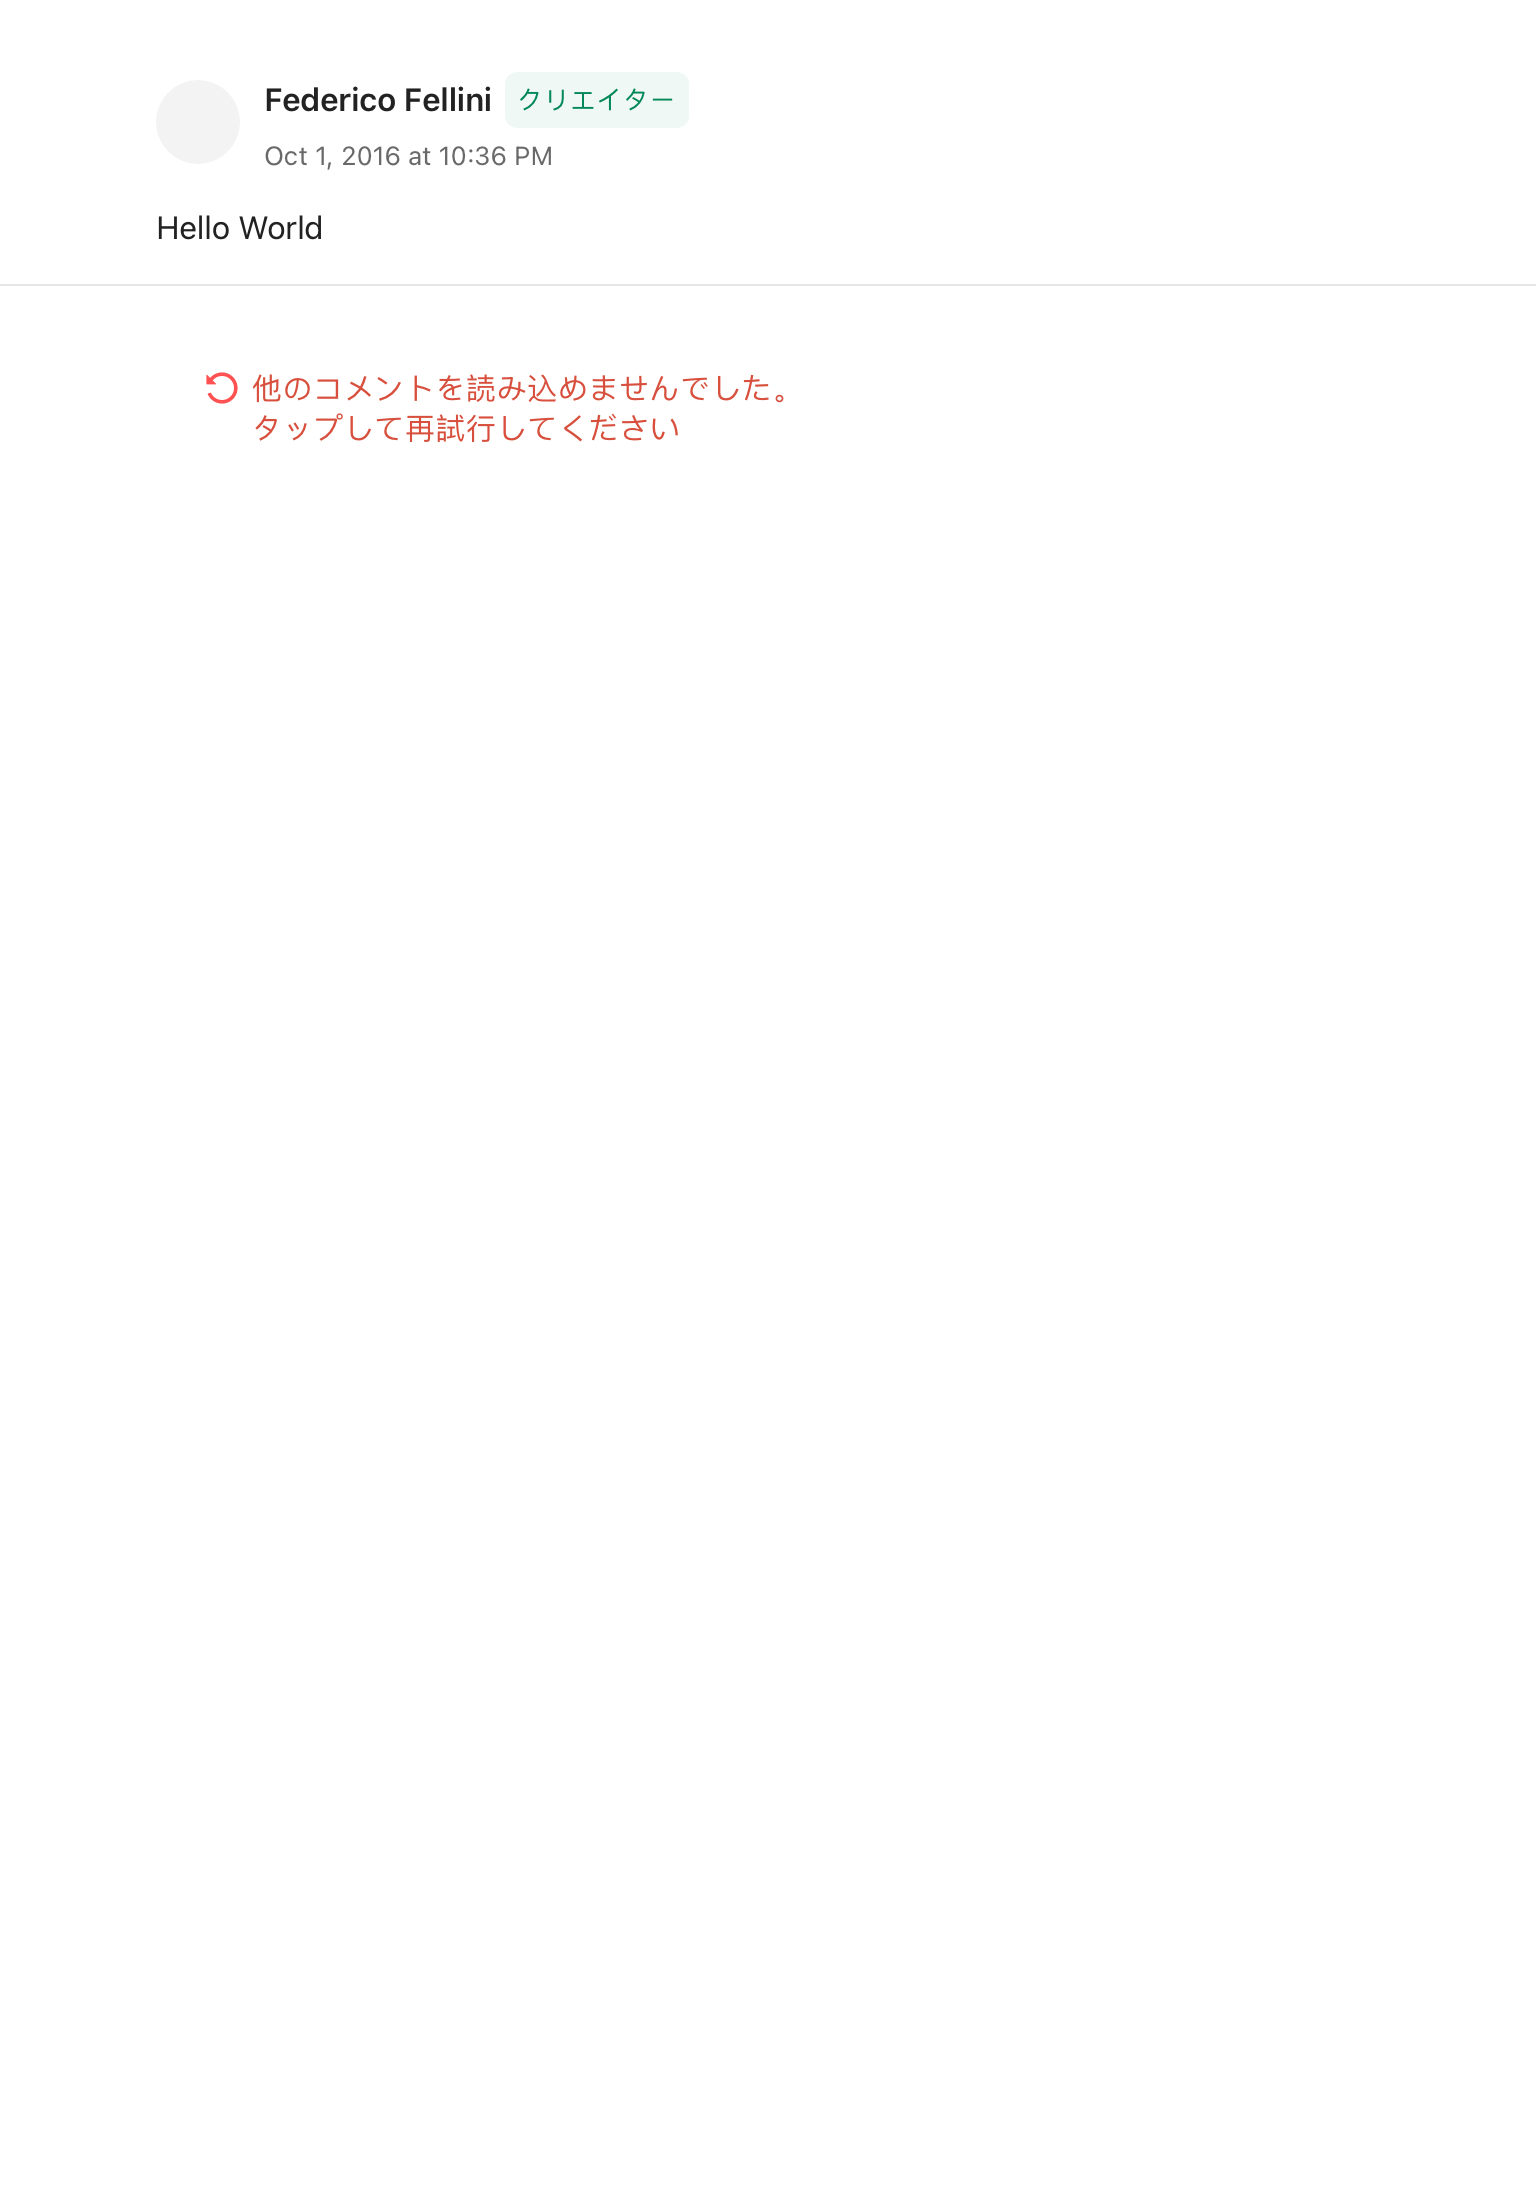 Federico Fellini クリエイター
Oct 1, 2016 at 10:36 PM
Hello World
他のコメントを読み込めませんでした。
タップして再試行してください